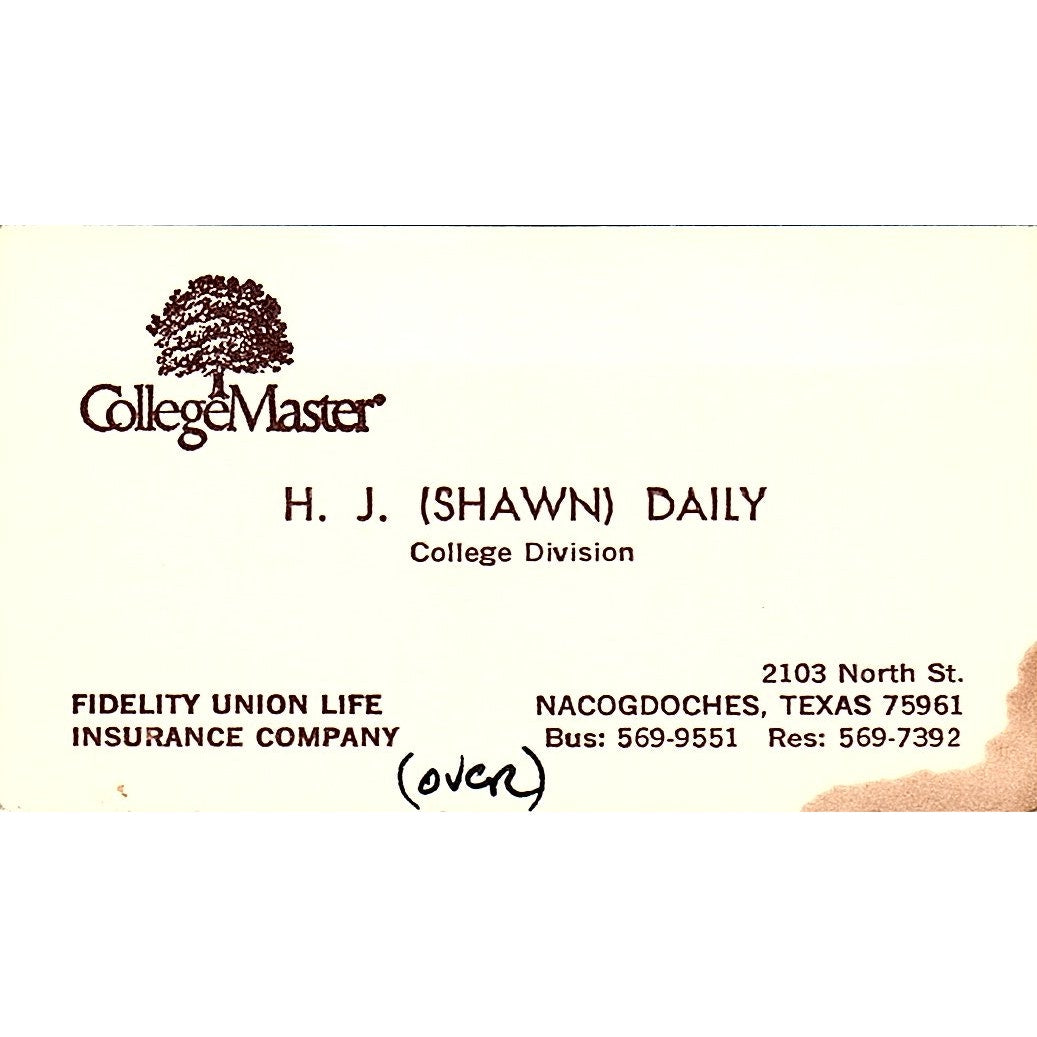 CollegeMaster®
H. J. (SHAWN) DAILY
College Division
2103 North St.
FIDELITY UNION LIFE
NACOGDOCHES, TEXAS 75961
INSURANCE COMPANY
Bus: 569-9551 Res: 569-7392
(OVER)